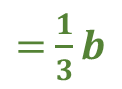 = 1/3 b